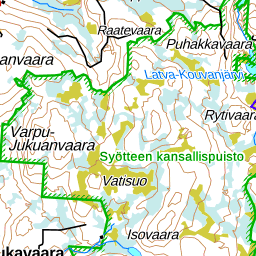 Raatevaara
Puhakkavaara
anvaara
Latva-Kouvanjärvi
Rytivaara
Varpu-
Jukuanvaara
Syötteen kansallispuisto
Vatisuo
Isovaara
ukavaara